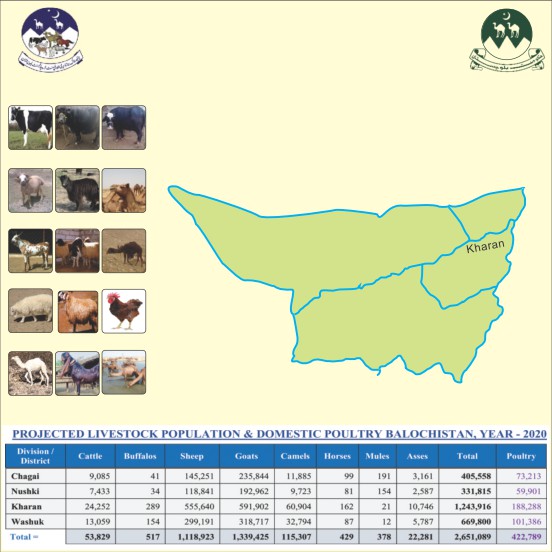 Kharan
PROJECTED LIVESTOCK POPULATION & DOMESTIC POULTRY BALOCHISTAN, YEAR - 2020
Division / District Cattle Buffalos Sheep Goats Camels Horses Mules Asses Total Poultry
Chagai 9,085 41 145,251 235,844 11,885 99 191 3,161 405,558 73,213
Nushki 7,433 34 118,841 192,962 9,723 81 154 2,587 331,815 59,901
Kharan 24,252 289 555,640 591,902 60,904 162 21 10,746 1,243,916 188,288
Washuk 13,059 154 299,191 318,717 32,794 87 12 5,787 669,800 101,386
Total = 53,829 517 1,118,923 1,339,425 115,307 429 378 22,281 2,651,089 422,789